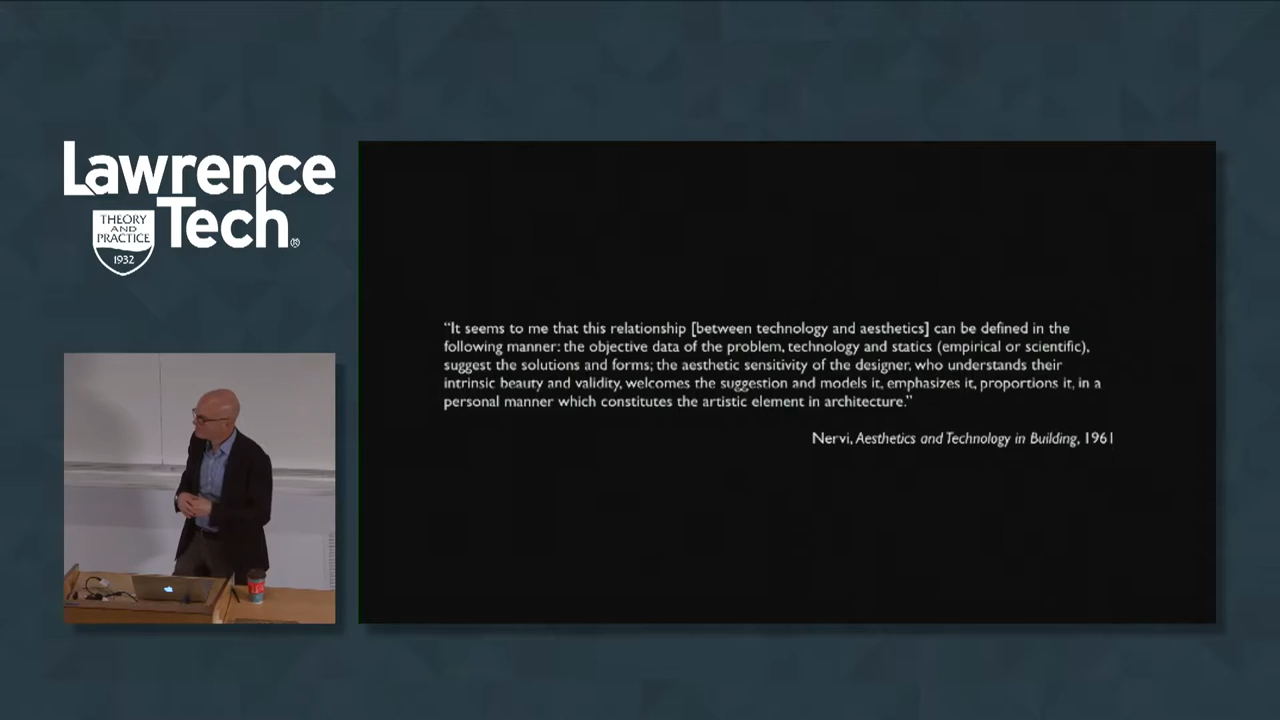 Lawrence
Tech®
THEORY
AND
PRACTICE
1932
“It seems to me that this relationship [between technology and aesthetics] can be defined in the
following manner: the objective data of the problem, technology and statics (empirical or scientific),
suggest the solutions and forms; the aesthetic sensitivity of the designer, who understands their
intrinsic beauty and validity, welcomes the suggestion and models it, emphasizes it, proportions it, in a
personal manner which constitutes the artistic element in architecture.”
Nervi, Aesthetics and Technology in Building, 1961